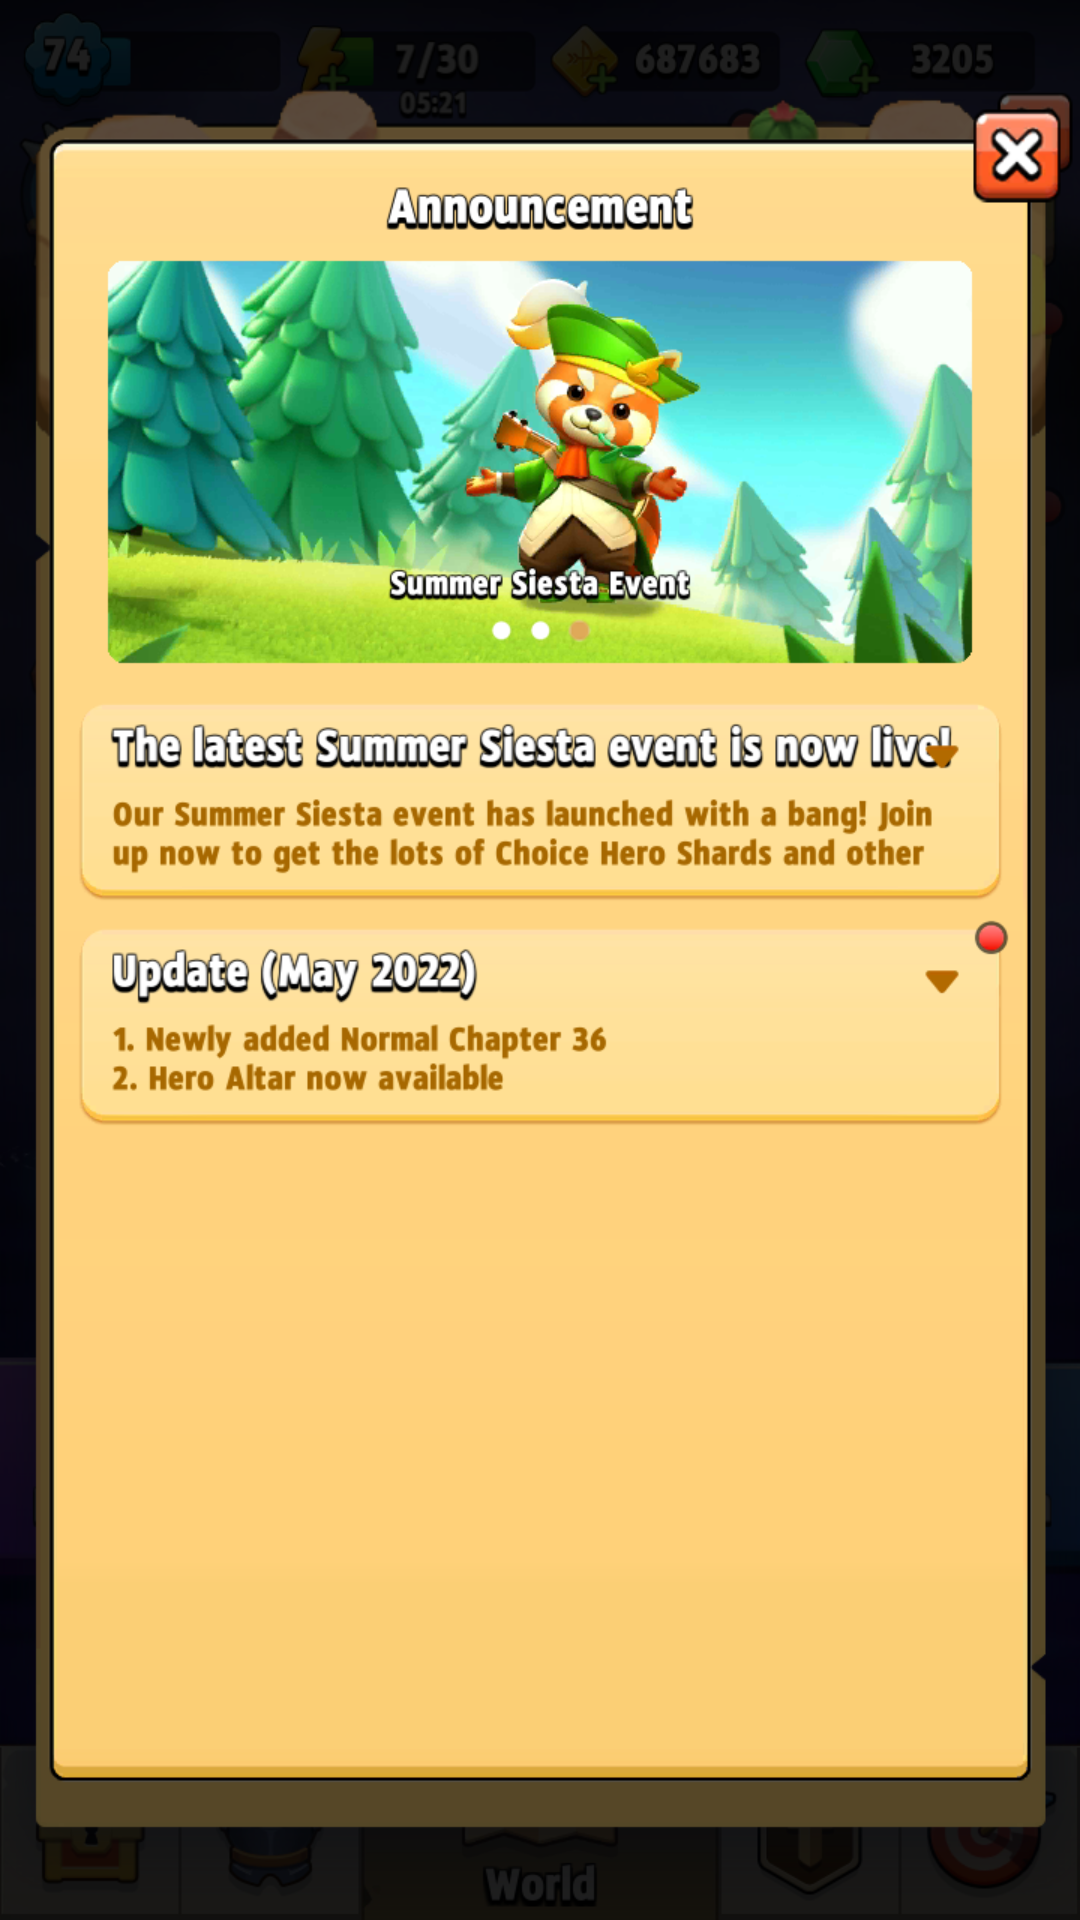 74
7/30
687683
3205
05:21
Announcement
Summer Siesta Event
The latest Summer Siesta event is now live!
Our Summer Siesta event has launched with a bang! Join
up now to get the lots of Choice Hero Shards and other
Update (May 2022)
1. Newly added Normal Chapter 36
2. Hero Altar now available
World